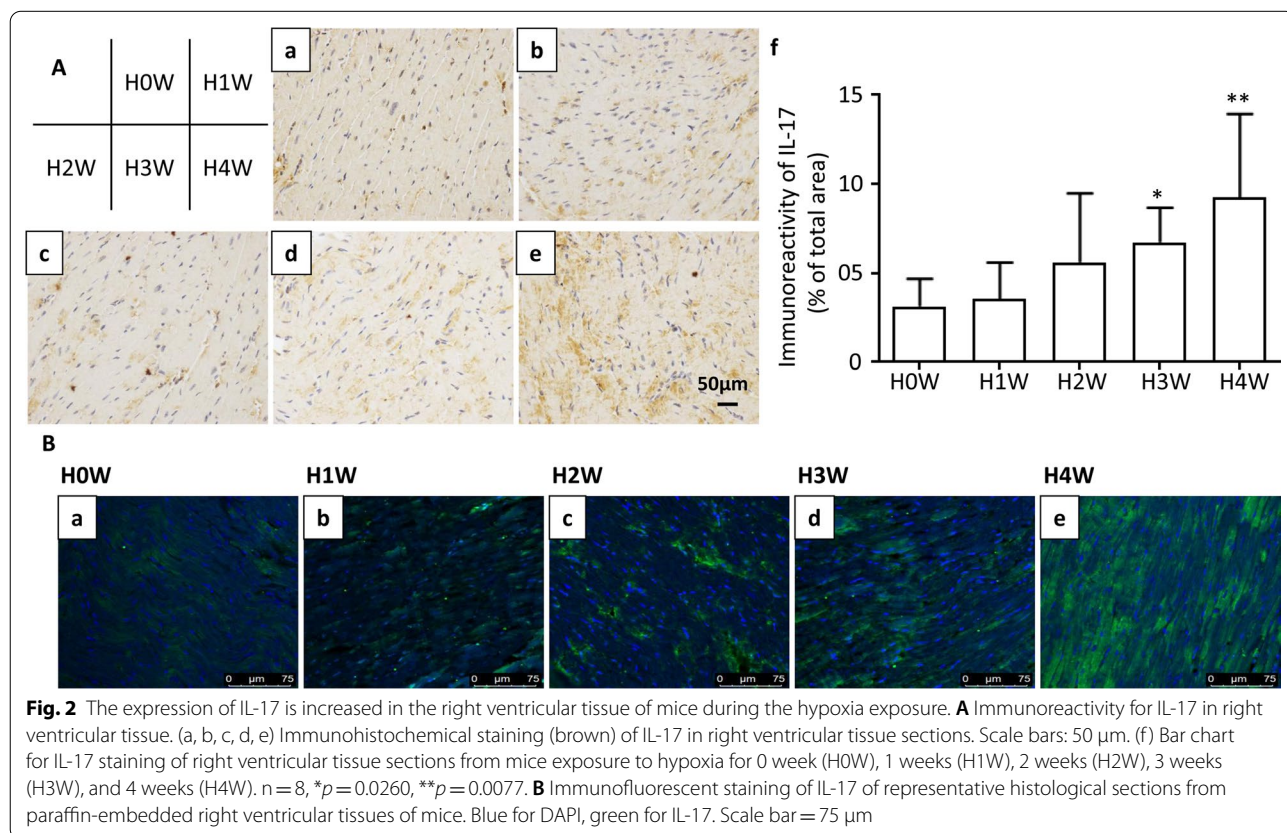 A
H0W H1W
H2W H3W H4W
a
b
c
d
e
50µm
f
Immunoreactivity of IL-17
(% of total area)
15
10
05
0
*
**
H0W H1W H2W H3W H4W
B
H0W H1W H2W H3W H4W
a
b
c
d
e
0 µm 75
0 µm 75
0 µm 75
0 µm 75
0 µm 75
Fig. 2 The expression of IL-17 is increased in the right ventricular tissue of mice during the hypoxia exposure. A Immunoreactivity for IL-17 in right
ventricular tissue. (a, b, c, d, e) Immunohistochemical staining (brown) of IL-17 in right ventricular tissue sections. Scale bars: 50 µm. (f) Bar chart
for IL-17 staining of right ventricular tissue sections from mice exposure to hypoxia for 0 week (H0W), 1 weeks (H1W), 2 weeks (H2W), 3 weeks
(H3W), and 4 weeks (H4W). n = 8, *p = 0.0260, **p = 0.0077. B Immunofluorescent staining of IL-17 of representative histological sections from
paraffin-embedded right ventricular tissues of mice. Blue for DAPI, green for IL-17. Scale bar = 75 µm